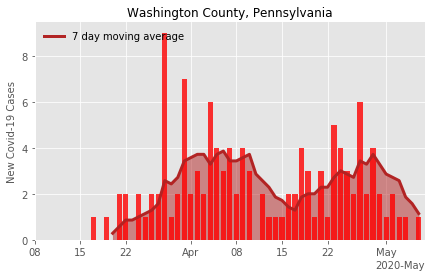 Washington County, Pennsylvania
7 day moving average
New Covid-19 Cases
8
6
4
2
0
08 15 22 Apr 08 15 22 May
2020-May